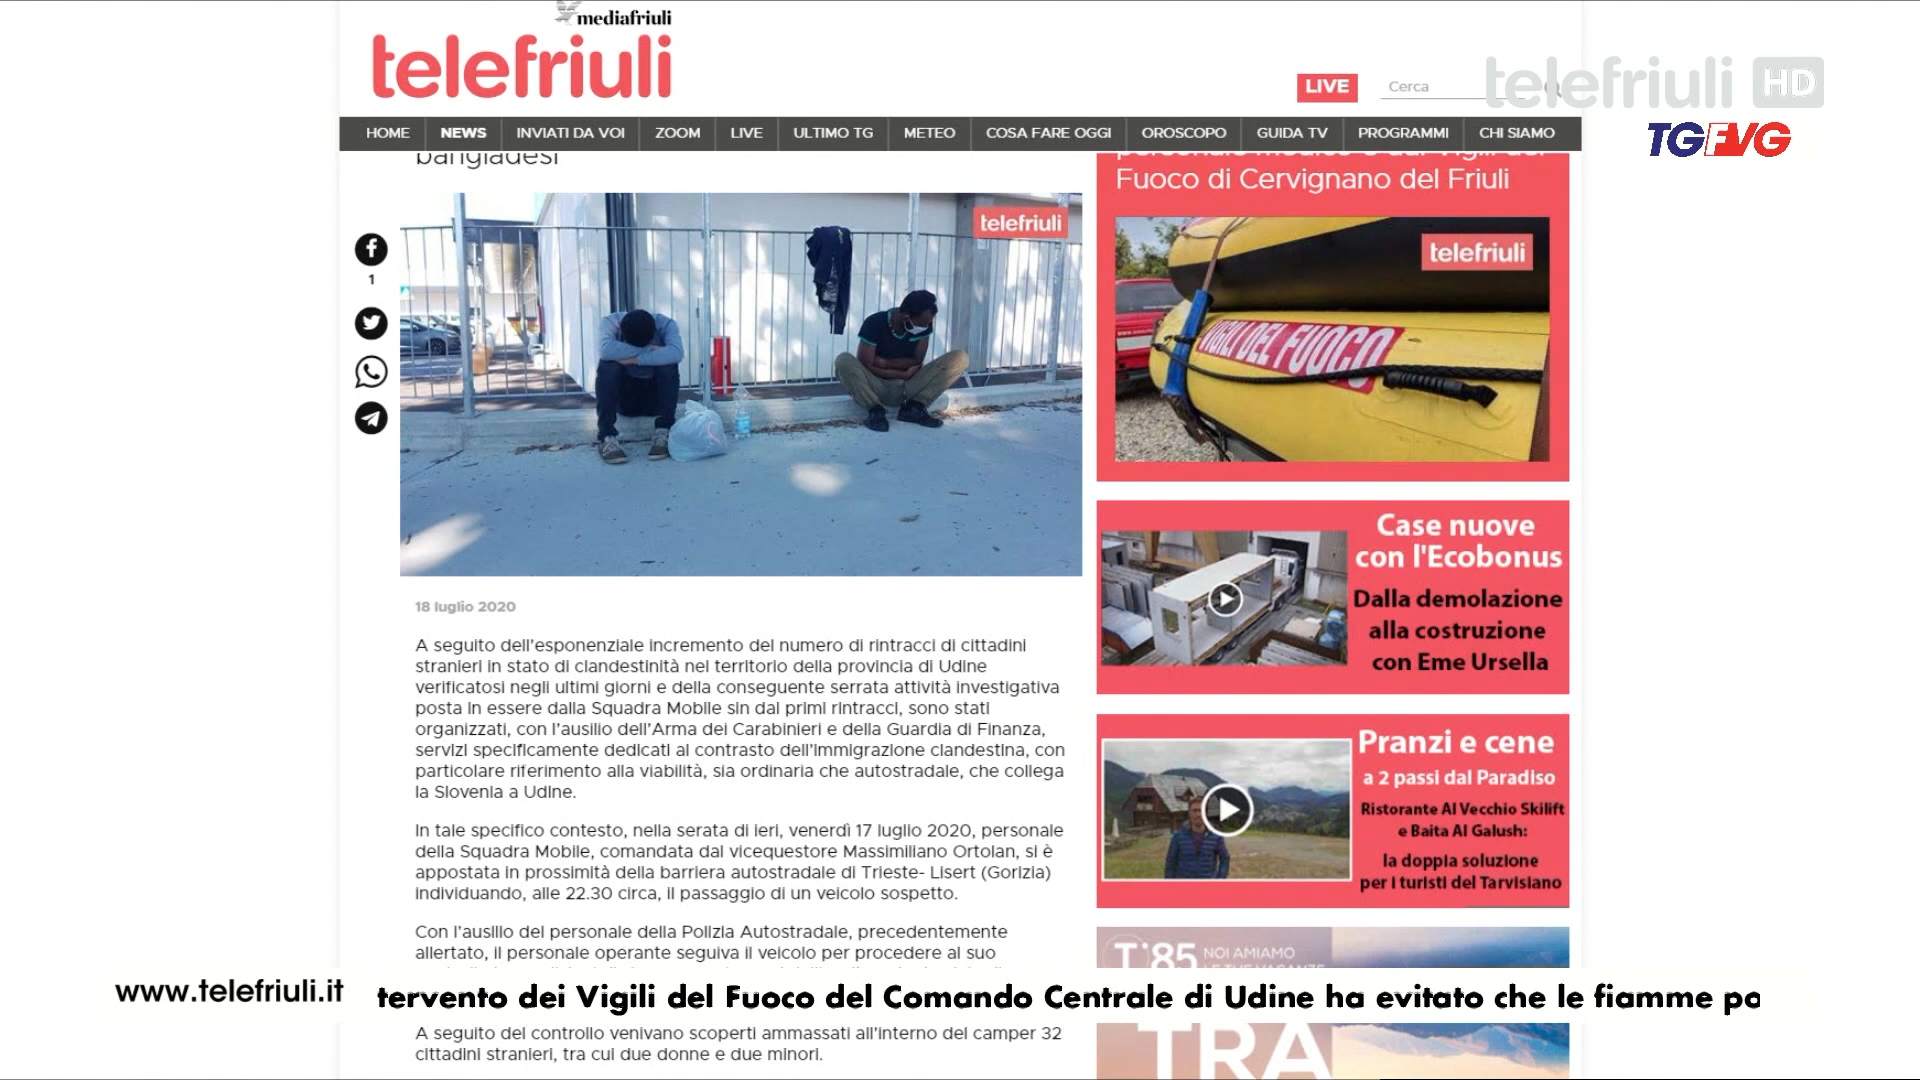 mediafriuli
telefriuli
LIVE
Cerca
telefriuli HD
TGFVG
HOME
NEWS
INVIATI DA VOI
ZOOM
LIVE
ULTIMO TG
METEO
COSA FARE OGGI
OROSCOPO
GUIDA TV
PROGRAMMI
CHI SIAMO
bangladesi
telefriuli
1
18 luglio 2020
A seguito dell'esponenziale incremento del numero di rintracci di cittadini
stranieri in stato di clandestinità nel territorio della provincia di Udine
verificatosi negli ultimi giorni e della conseguente serrata attività investigativa
posta in essere dalla Squadra Mobile sin dai primi rintracci, sono stati
organizzati, con l'ausilio dell'Arma dei Carabinieri e della Guardia di Finanza,
servizi specificamente dedicati al contrasto dell'immigrazione clandestina, con
particolare riferimento alla viabilità, sia ordinaria che autostradale, che collega
la Slovenia a Udine.
In tale specifico contesto, nella serata di ieri, venerdì 17 luglio 2020, personale
della Squadra Mobile, comandata dal vicequestore Massimiliano Ortolan, si è
appostata in prossimità della barriera autostradale di Trieste- Lisert (Gorizia)
individuando, alle 22.30 circa, il passaggio di un veicolo sospetto.
Con l'ausilio del personale della Polizia Autostradale, precedentemente
allertato, il personale operante seguiva il veicolo per procedere al suo
A seguito del controllo venivano scoperti ammassati all'interno del camper 32
cittadini stranieri, tra cui due donne e due minori.
personale medico e dai Vigili del
Fuoco di Cervignano del Friuli
telefriuli
VIGILI DEL FUOCO
Case nuove
con l'Ecobonus
Dalla demolazione
alla costruzione
con Eme Ursella
Pranzi e cene
a 2 passi dal Paradiso
Ristorante Al Vecchio Skilift
e Baita Al Galush:
la doppia soluzione
per i turisti del Tarvisiano
NOI AMIAMO
LE TUE VACANZE
TRA
www.telefriuli.it
tervento dei Vigili del Fuoco del Comando Centrale di Udine ha evitato che le fiamme po